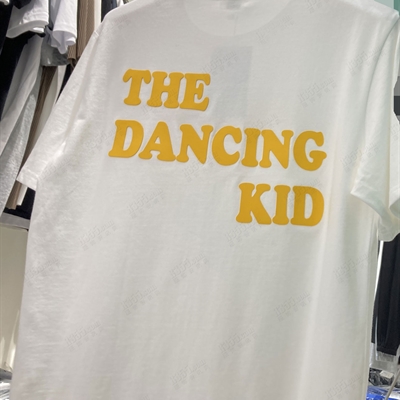 THE
DANCING
KID